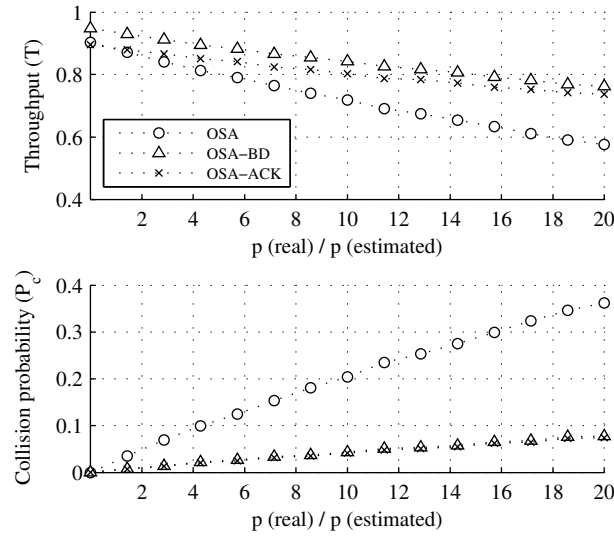 1
0.8
0.6
0.4
Throughput (T)
OSA
OSA−BD
OSA−ACK
2 4 6 8 10 12 14 16 18 20
p (real) / p (estimated)
0.4
0.3
0.2
0.1
0
Collision probability (P_c)
2 4 6 8 10 12 14 16 18 20
p (real) / p (estimated)